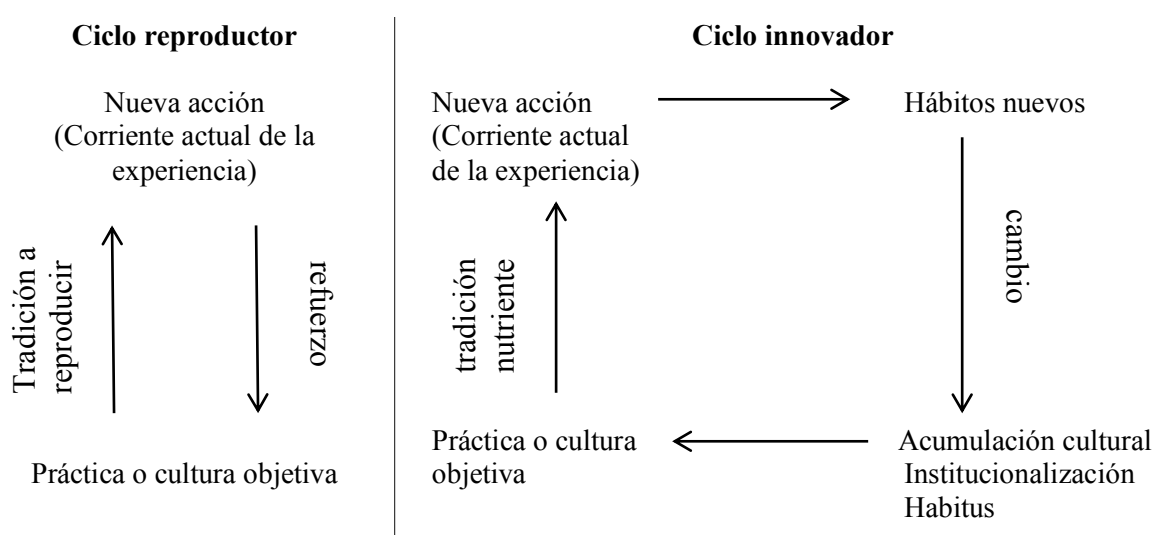 Ciclo reproductor
Nueva acción
(Corriente actual de la
experiencia)
Tradición a
reproducir
refuerzo
Práctica o cultura objetiva
Ciclo innovador
Nueva acción
(Corriente actual
de la experiencia)
Hábitos nuevos
tradición
nutriente
cambio
Práctica o cultura
objetiva
Acumulación cultural
Institucionalización
Habitus